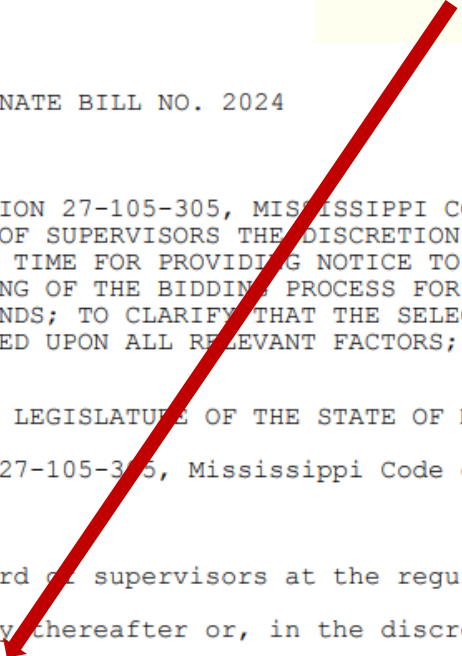 NATE BILL NO. 2024
ION 27-105-305, MISSISSIPPI C
OF SUPERVISORS THE DISCRETION
TIME FOR PROVIDING NOTICE TO
NG OF THE BIDDING PROCESS FOR
NDS; TO CLARIFY THAT THE SELE
ED UPON ALL RELEVANT FACTORS;
LEGISLATURE OF THE STATE OF
27-105-305, Mississippi Code
rd of supervisors at the regu
y thereafter or, in the discre